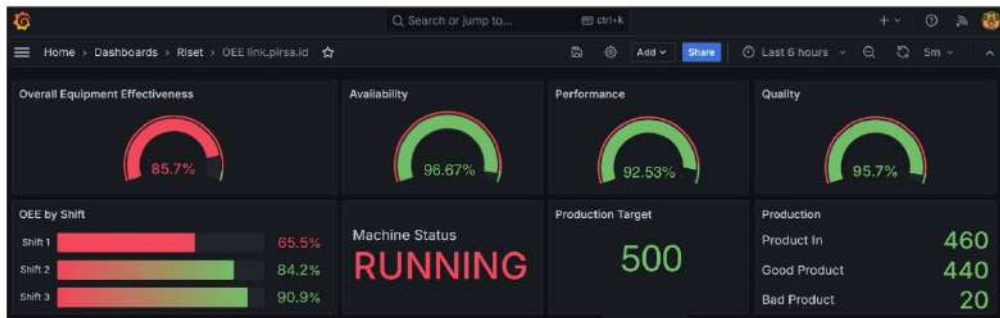 Search or jump to...
ctrl+k
Home › Dashboards › Riset › OEE link.pirsa.id
Add
Share
Last 6 hours
5m
Overall Equipment Effectiveness
85.7%
Availability
96.67%
Performance
92.53%
Quality
95.7%
OEE by Shift
Shift 1 65.5%
Shift 2 84.2%
Shift 3 90.9%
Machine Status
RUNNING
Production Target
500
Production
Product In 460
Good Product 440
Bad Product 20